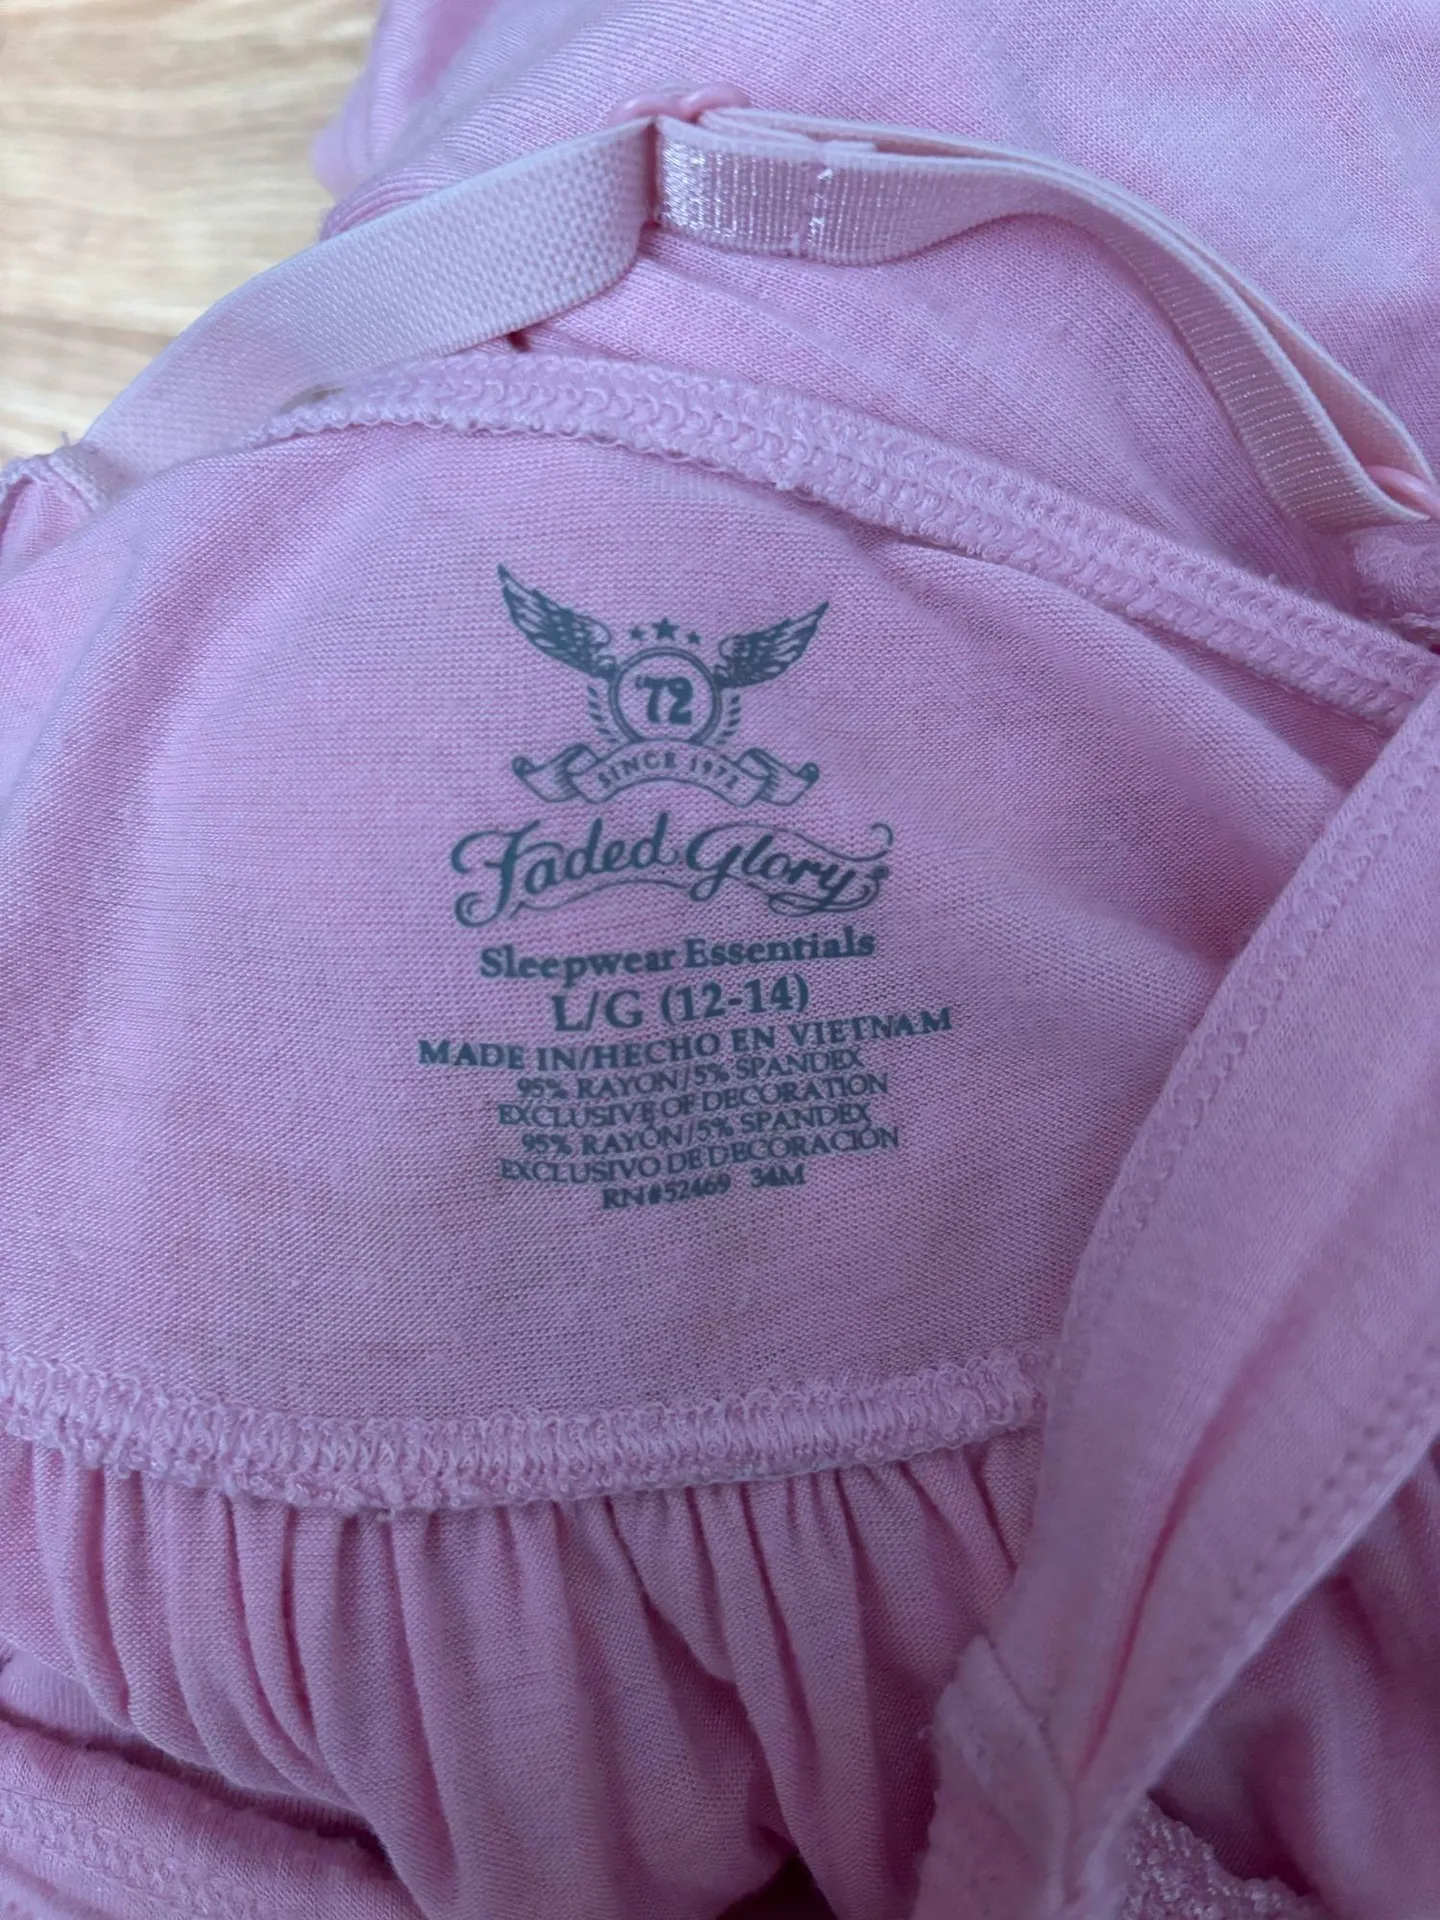 '72
SINCE 1972
Faded Glory
Sleepwear Essentials
L/G (12-14)
MADE IN/HECHO EN VIETNAM
95% RAYON/5% SPANDEX
EXCLUSIVE OF DECORATION
95% RAYÓN/5% SPANDEX
EXCLUSIVO DE DECORACIÓN
RN#52469 34M